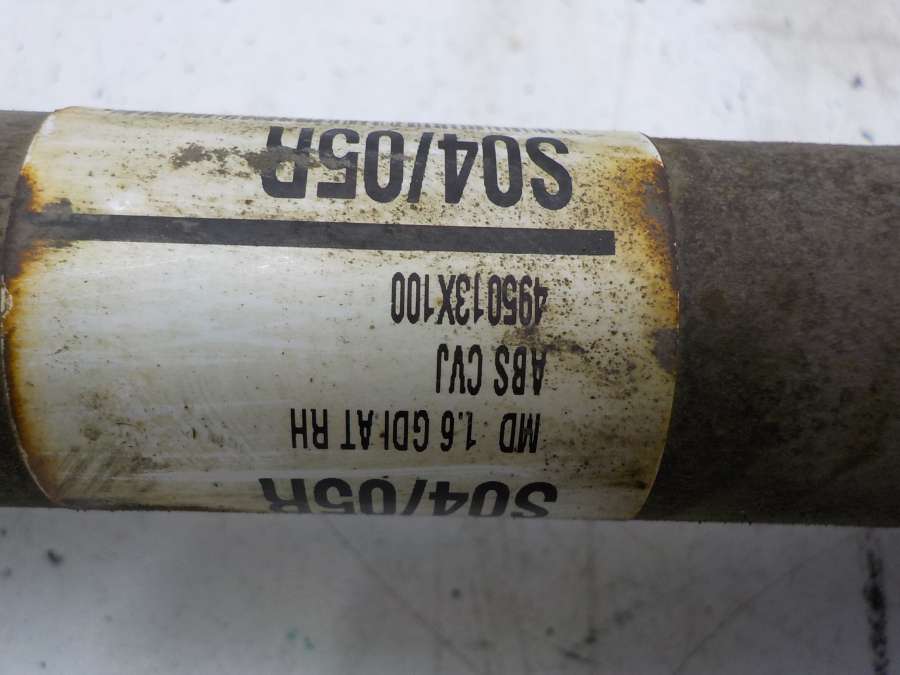 S04/05R
MD 1.6 GDI AT RH
ABS CVJ
495013X100
S04/05R